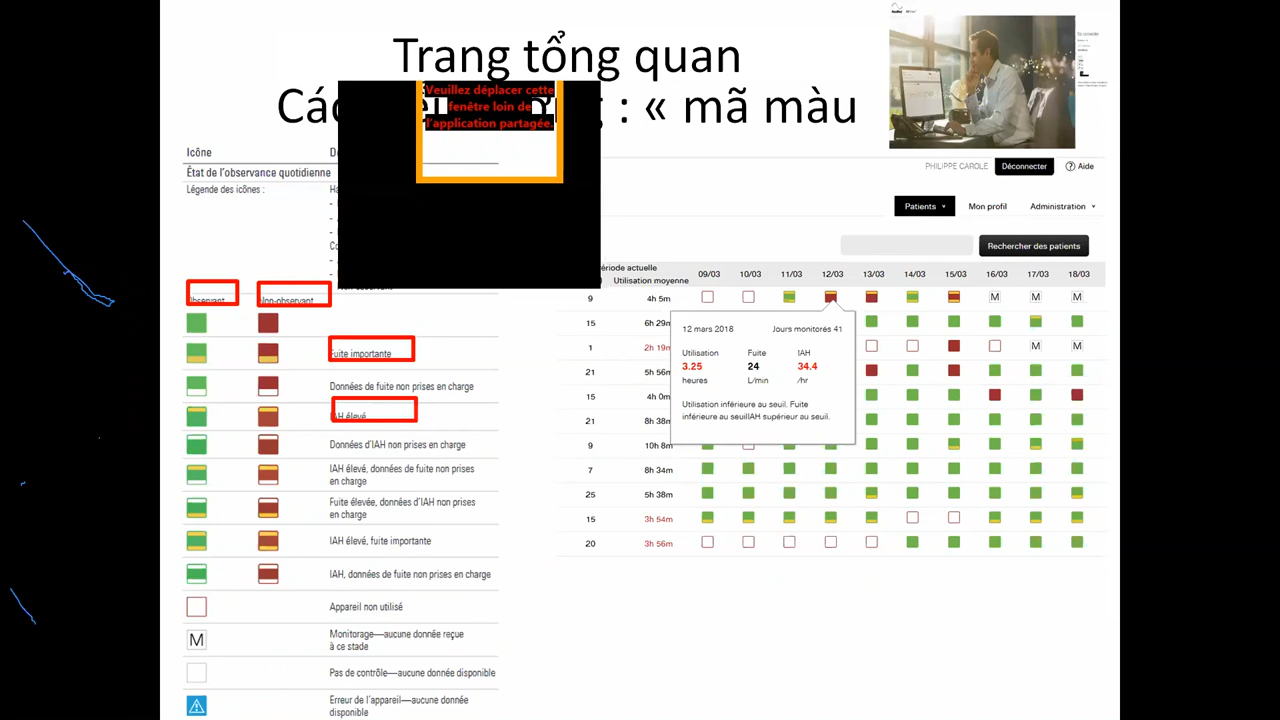 Trang tổng quan
: « mã màu
Veuillez déplacer cette
fenêtre loin de
l'application partagée.
Icône
État de l'observance quotidienne
Légende des icônes :
Observant
Non-observant
Fuite importante
Données de fuite non prises en charge
IAH élevé
Données d'IAH non prises en charge
IAH élevé, données de fuite non prises
en charge
Fuite élevée, données d'IAH non prises
en charge
IAH élevé, fuite importante
IAH, données de fuite non prises en charge
Appareil non utilisé
M Monitorage—aucune donnée reçue
à ce stade
Pas de contrôle—aucune donnée disponible
Erreur de l'appareil—aucune donnée
disponible
PHILIPPE CAROLE Déconnecter ? Aide
Patients Mon profil Administration
Rechercher des patients
ériode actuelle
Utilisation moyenne 09/03 10/03 11/03 12/03 13/03 14/03 15/03 16/03 17/03 18/03
9 4h 5m M M M
15 6h 29m
1 2h 19m M M
21 5h 56m
15 4h 0m
21 8h 38m
9 10h 8m
7 8h 34m
25 5h 38m
15 3h 54m
20 3h 56m
12 mars 2018 Jours monitorés 41
Utilisation Fuite IAH
3.25 24 34.4
heures L/min /hr
Utilisation inférieure au seuil. Fuite
inférieure au seuilIAH supérieur au seuil.